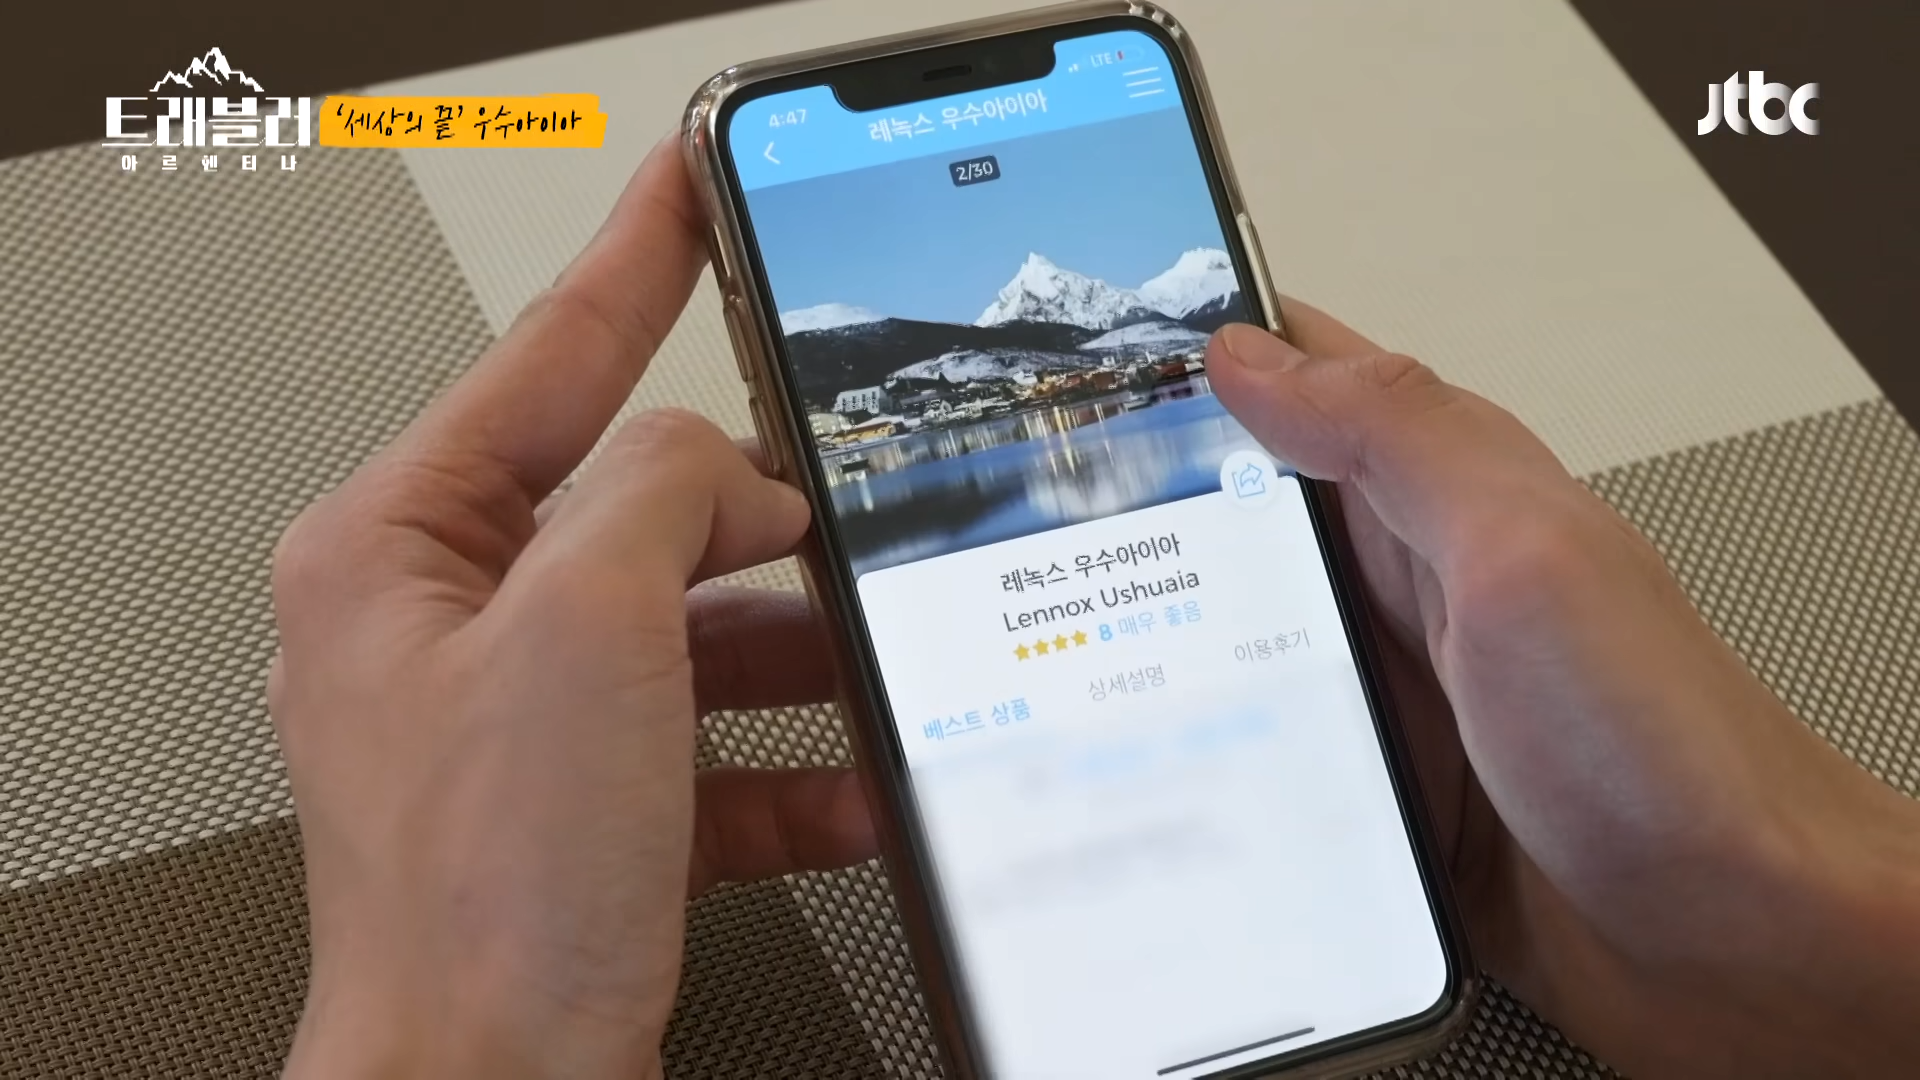 트래블러
아르헨티나
‘세상의 끝’ 우수아이아
jtbc
4:47
LTE
레녹스 우수아이아
2/30
레녹스 우수아이아
Lennox Ushuaia
8 매우 좋음
베스트 상품
상세설명
이용후기